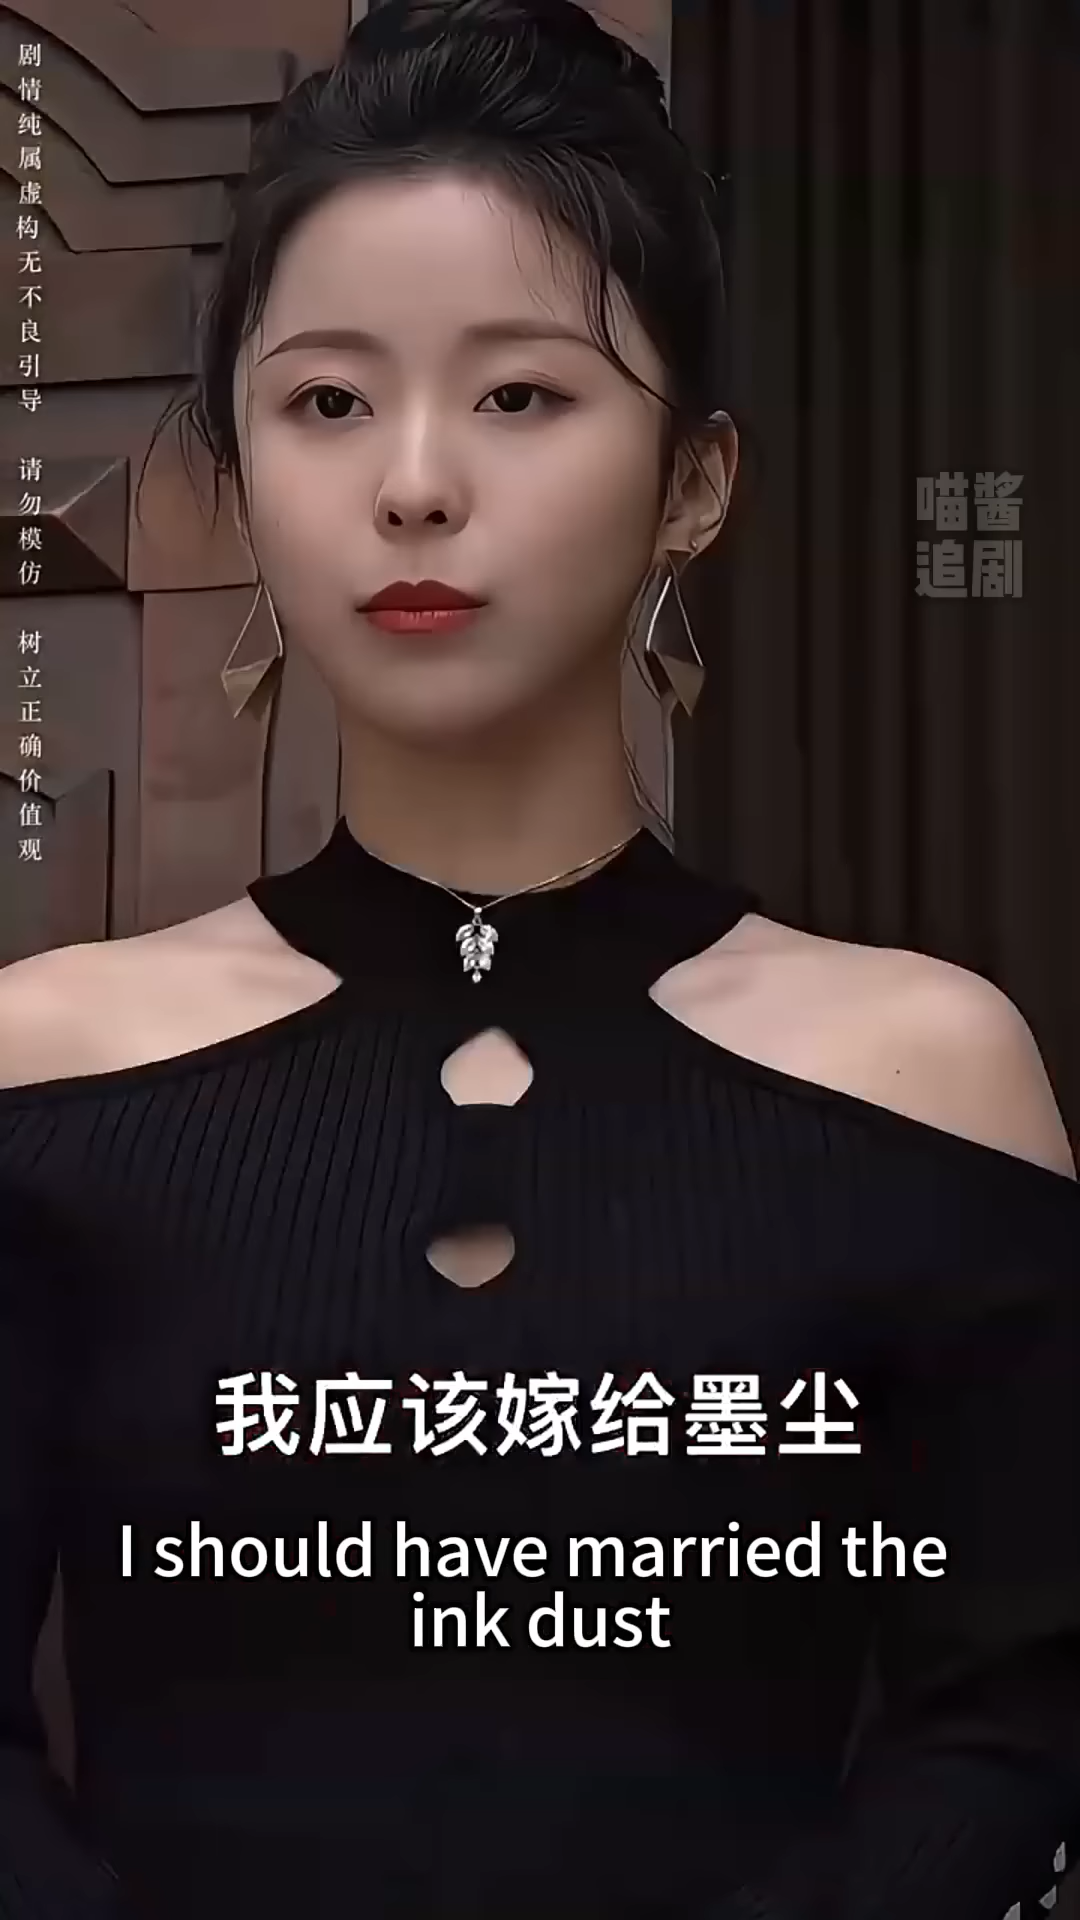 剧情纯属虚构无不良引导 请勿模仿 树立正确价值观
喵酱
追剧
我应该嫁给墨尘
I should have married the
ink dust